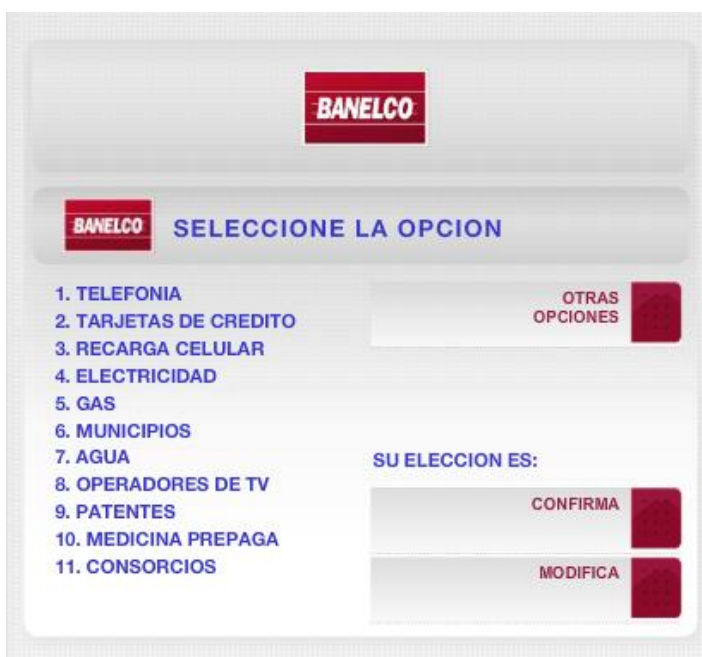 BANELCO
BANELCO
SELECCIONE LA OPCION
1. TELEFONIA
2. TARJETAS DE CREDITO
3. RECARGA CELULAR
4. ELECTRICIDAD
5. GAS
6. MUNICIPIOS
7. AGUA
8. OPERADORES DE TV
9. PATENTES
10. MEDICINA PREPAGA
11. CONSORCIOS
OTRAS
OPCIONES
SU ELECCION ES:
CONFIRMA
MODIFICA